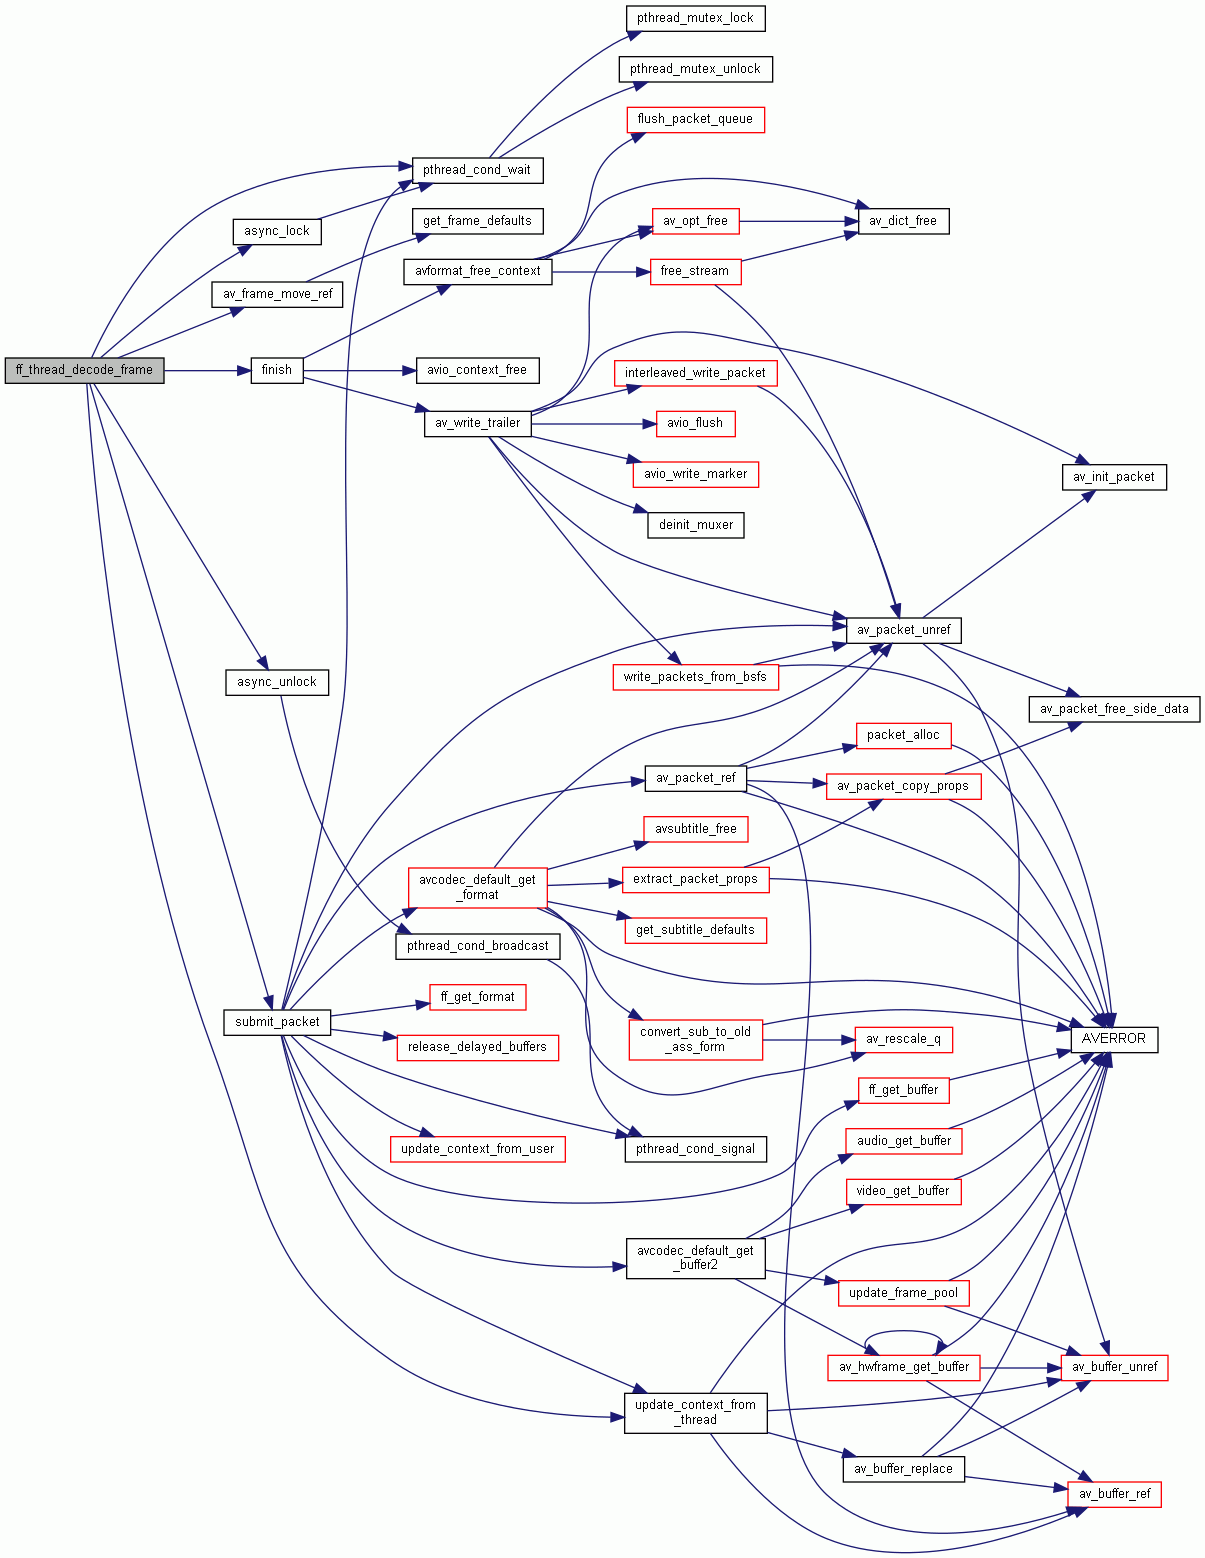 pthread_mutex_lock
pthread_mutex_unlock
flush_packet_queue
pthread_cond_wait
get_frame_defaults
av_opt_free
av_dict_free
async_lock
avformat_free_context
free_stream
av_frame_move_ref
ff_thread_decode_frame
finish
avio_context_free
interleaved_write_packet
av_write_trailer
avio_flush
avio_write_marker
av_init_packet
deinit_muxer
av_packet_unref
async_unlock
write_packets_from_bsfs
av_packet_free_side_data
packet_alloc
av_packet_ref
av_packet_copy_props
avsubtitle_free
avcodec_default_get
_format
extract_packet_props
get_subtitle_defaults
pthread_cond_broadcast
ff_get_format
submit_packet
release_delayed_buffers
convert_sub_to_old
_ass_form
av_rescale_q
AVERROR
ff_get_buffer
update_context_from_user
pthread_cond_signal
audio_get_buffer
video_get_buffer
avcodec_default_get
_buffer2
update_frame_pool
av_hwframe_get_buffer
av_buffer_unref
update_context_from
_thread
av_buffer_replace
av_buffer_ref